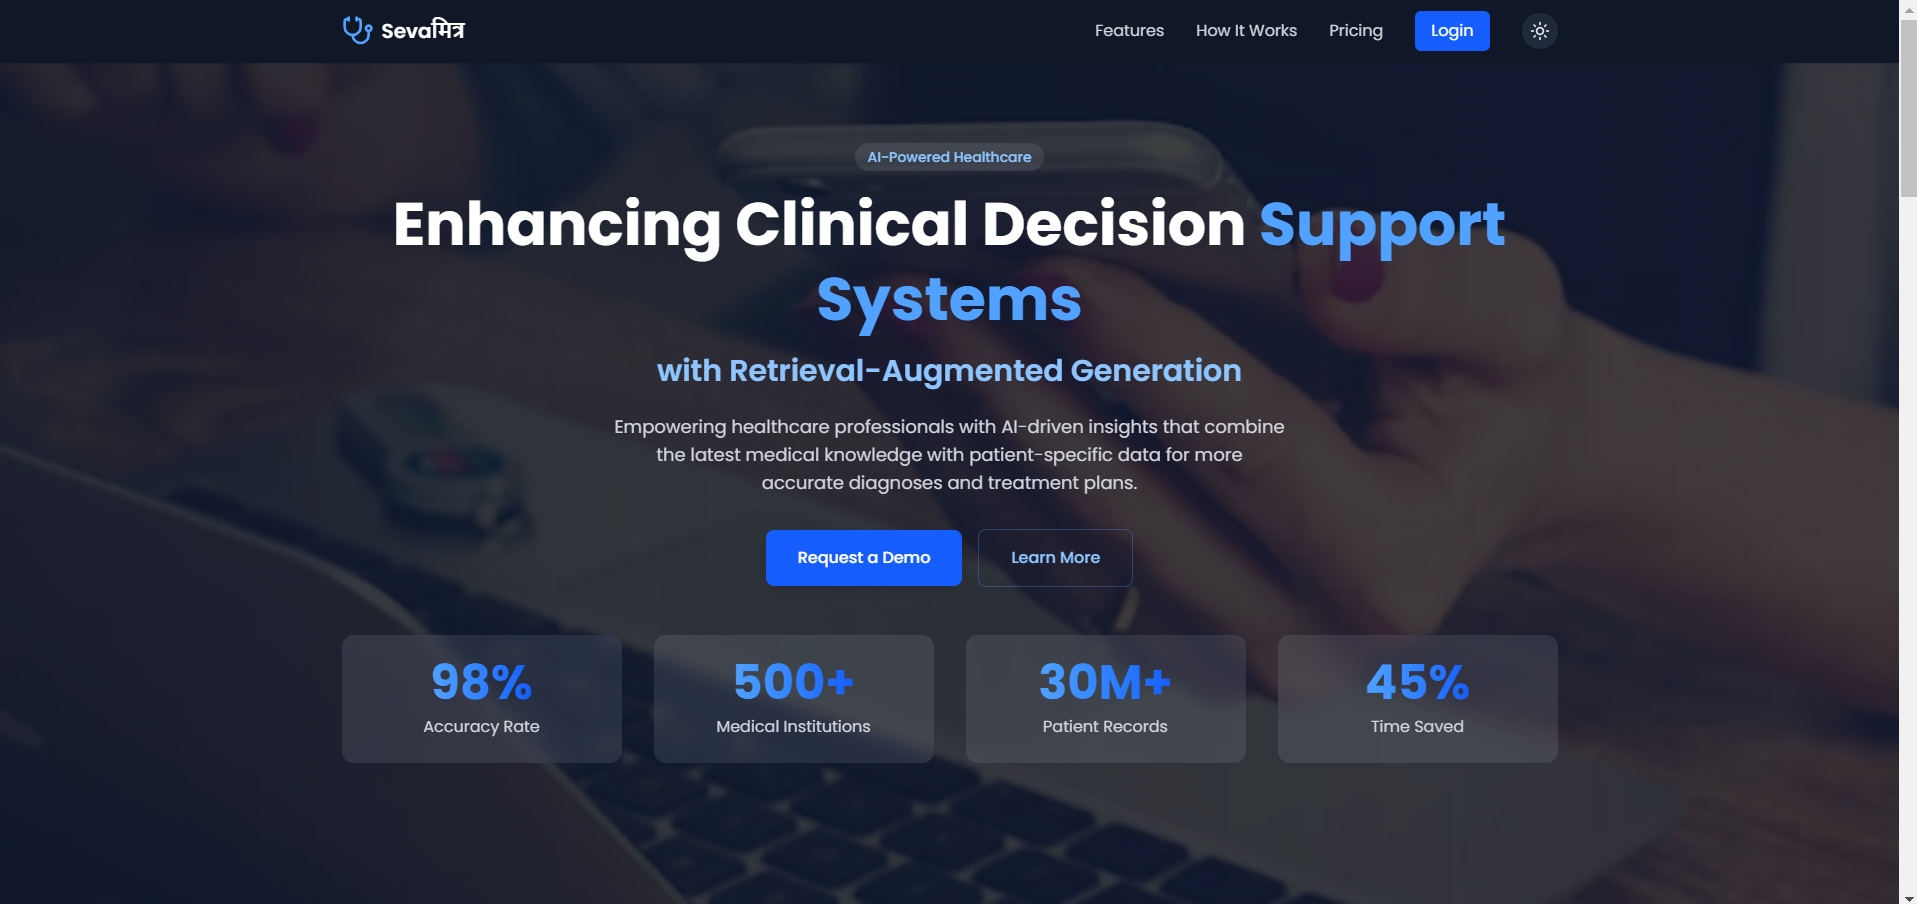 Sevaमित्र
Features
How It Works
Pricing
Login
AI-Powered Healthcare
Enhancing Clinical Decision Support
Systems
with Retrieval-Augmented Generation
Empowering healthcare professionals with AI-driven insights that combine
the latest medical knowledge with patient-specific data for more
accurate diagnoses and treatment plans.
Request a Demo
Learn More
98%
Accuracy Rate
500+
Medical Institutions
30M+
Patient Records
45%
Time Saved